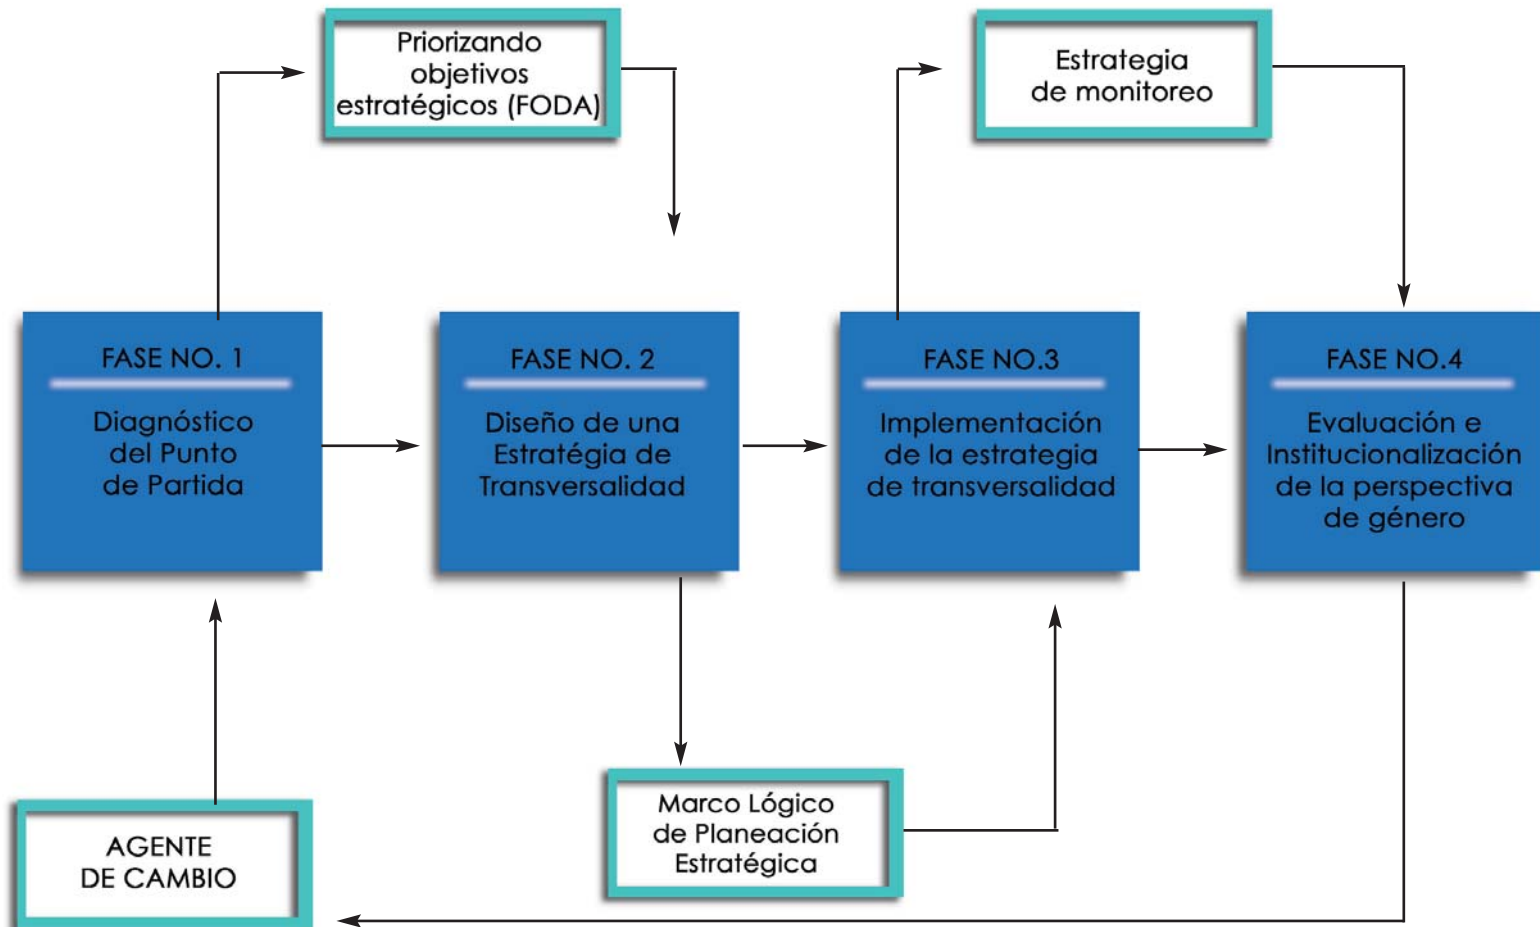 Priorizando
objetivos
estratégicos (FODA)
Estrategia
de monitoreo
FASE NO. 1
Diagnóstico
del Punto
de Partida
FASE NO. 2
Diseño de una
Estratégia de
Transversalidad
FASE NO.3
Implementación
de la estrategia
de transversalidad
FASE NO.4
Evaluación e
Institucionalización
de la perspectiva
de género
AGENTE
DE CAMBIO
Marco Lógico
de Planeación
Estratégica